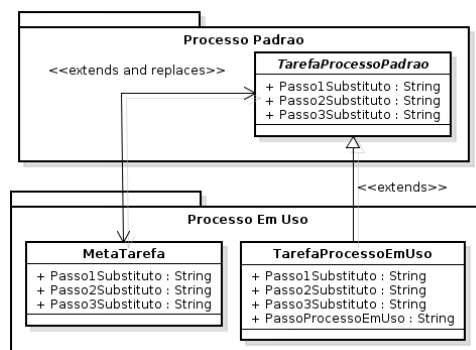 Processo Padrao
<<extends and replaces>>
TarefaProcessoPadrao
+ Passo1Substituto : String
+ Passo2Substituto : String
+ Passo3Substituto : String
<<extends>>
Processo Em Uso
MetaTarefa
+ Passo1Substituto : String
+ Passo2Substituto : String
+ Passo3Substituto : String
TarefaProcessoEmUso
+ Passo1Substituto : String
+ Passo2Substituto : String
+ Passo3Substituto : String
+ PassoProcessoEmUso : String